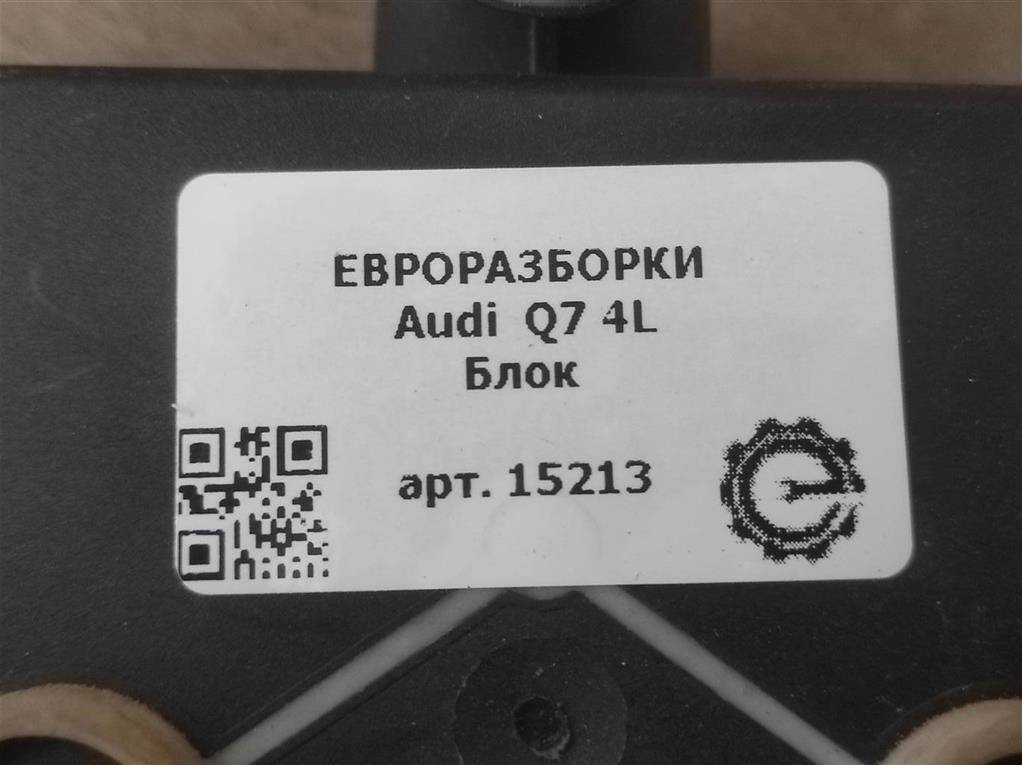 ЕВРОРАЗБОРКИ
Audi Q7 4L
Блок
арт. 15213